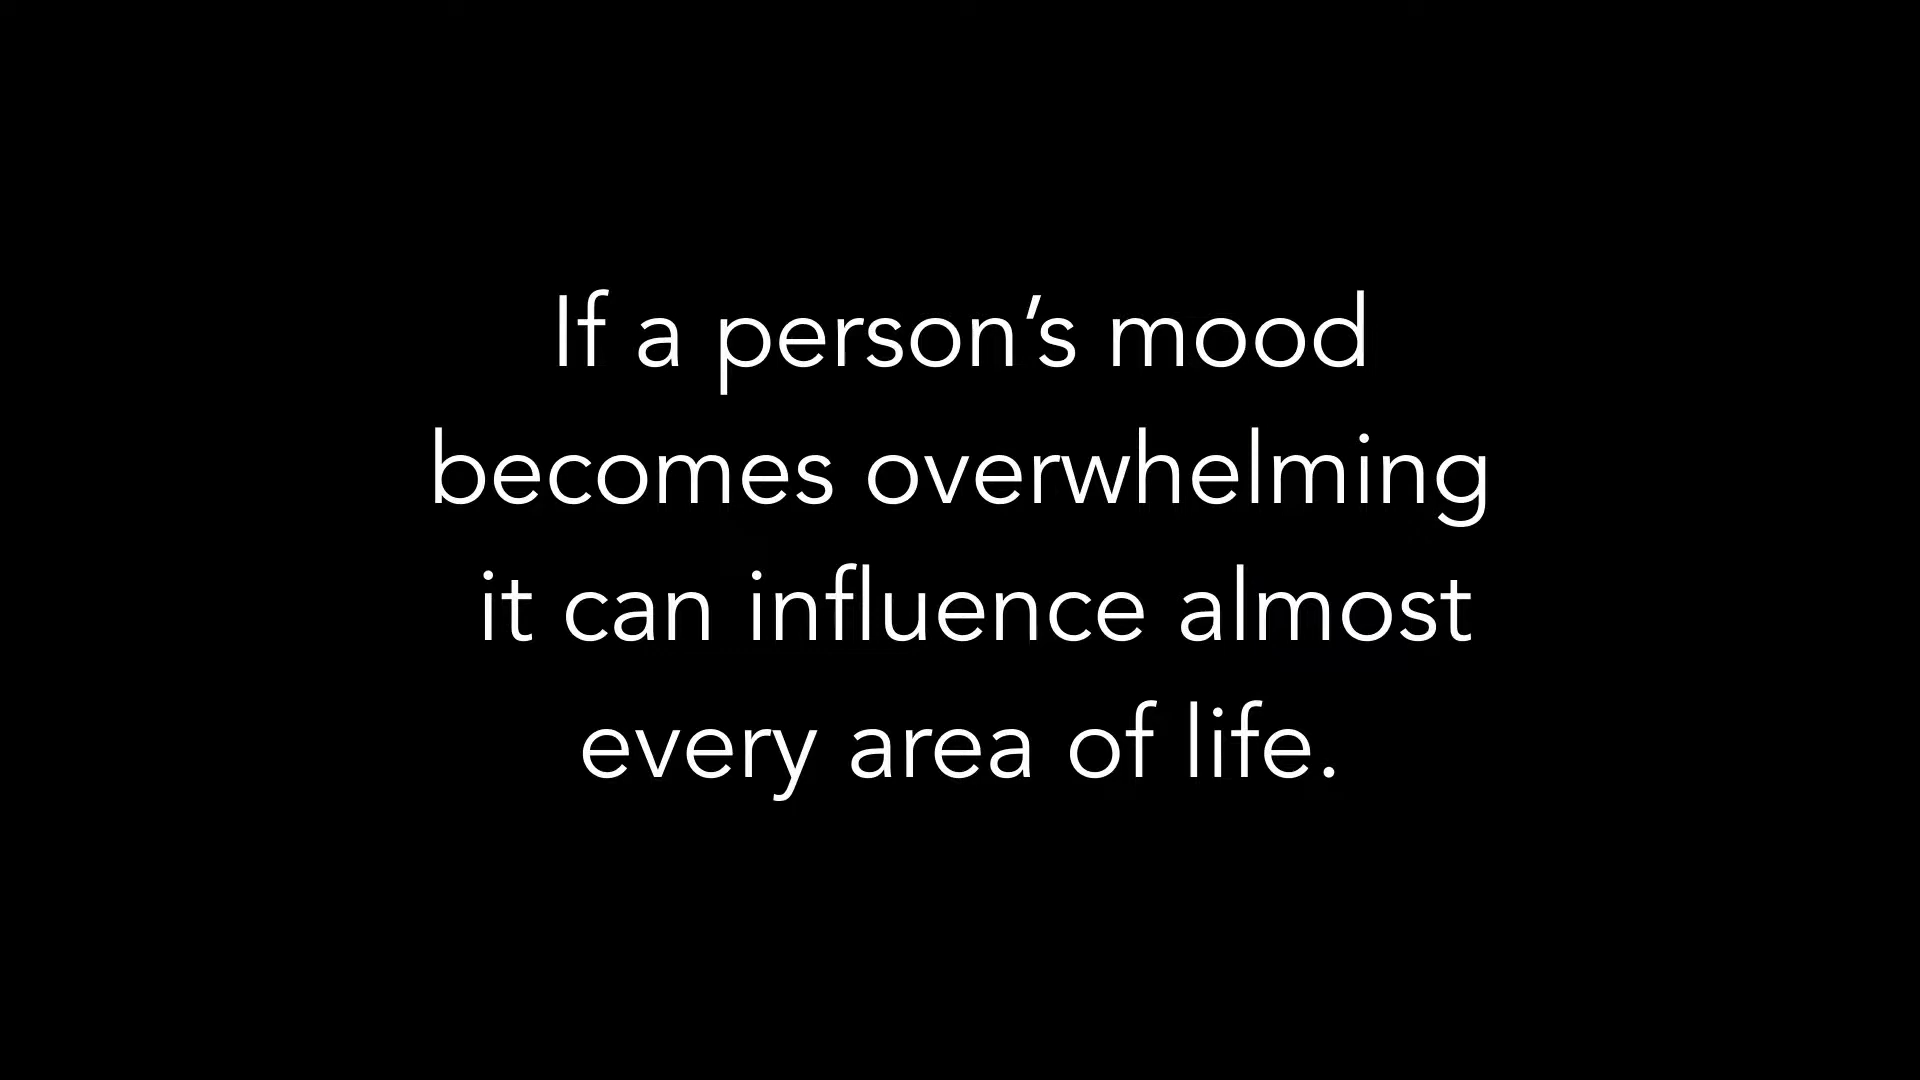 If a person’s mood
becomes overwhelming
it can influence almost
every area of life.